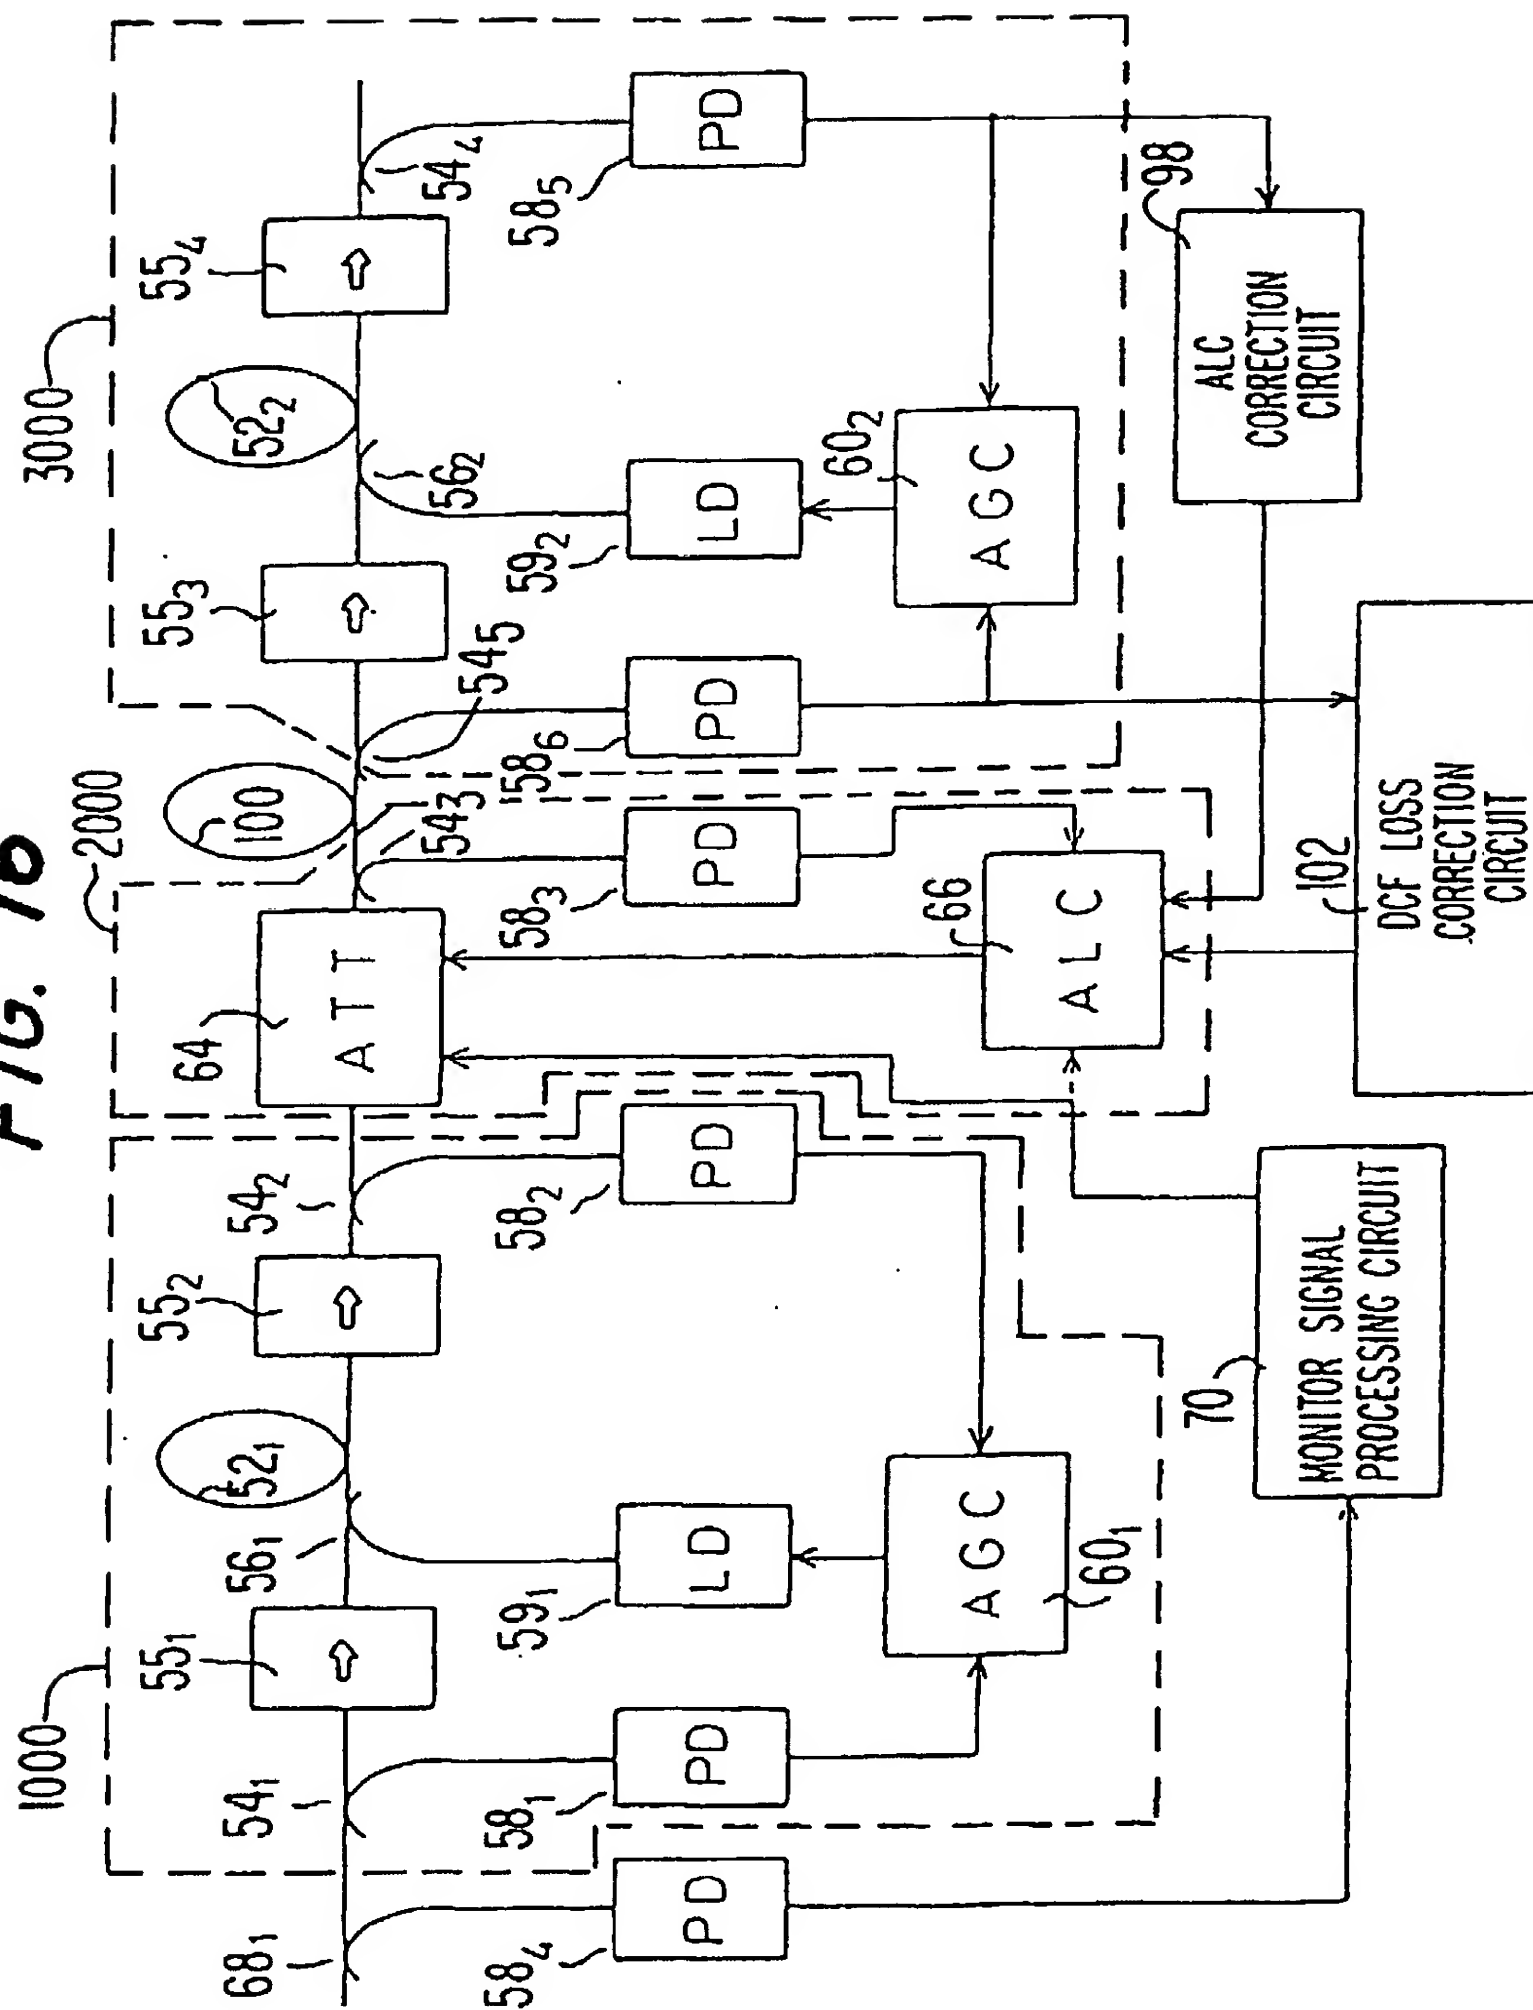 FIG. 18
1000
2000
3000
68₁
54₁
55₁
56₁
52₁
55₂
54₂
64
ATT
54₃
100
54₅
55₃
56₂
52₂
55₄
54₄
58₄
PD
58₁
PD
59₁
LD
58₂
PD
58₃
PD
58₆
PD
59₂
LD
58₅
PD
AGC
60₁
66
ALC
60₂
AGC
70
MONITOR SIGNAL
PROCESSING CIRCUIT
102
DCF LOSS
CORRECTION
CIRCUIT
98
ALC
CORRECTION
CIRCUIT